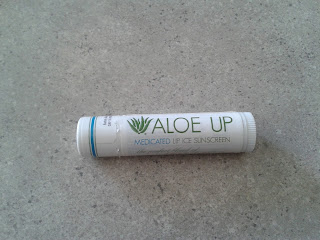 ALOE UP
MEDICATED LIP ICE SUNSCREEN